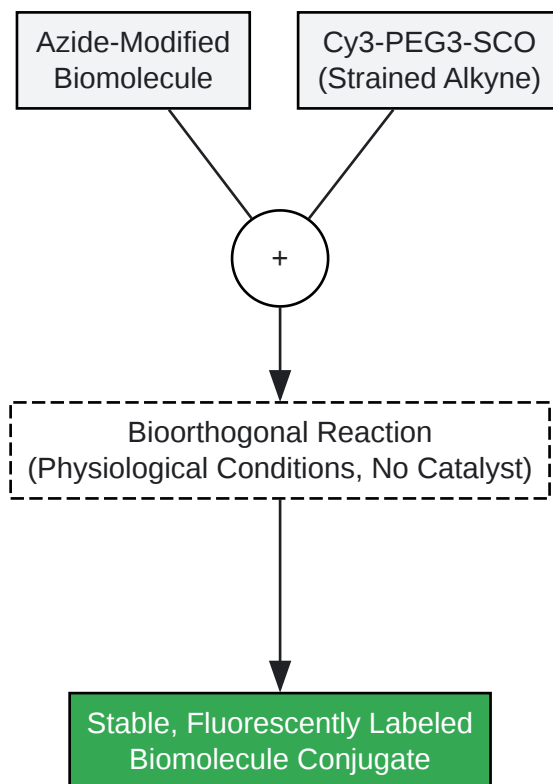 Azide-Modified
Biomolecule
Cy3-PEG3-SCO
(Strained Alkyne)
+
Bioorthogonal Reaction
(Physiological Conditions, No Catalyst)
Stable, Fluorescently Labeled
Biomolecule Conjugate